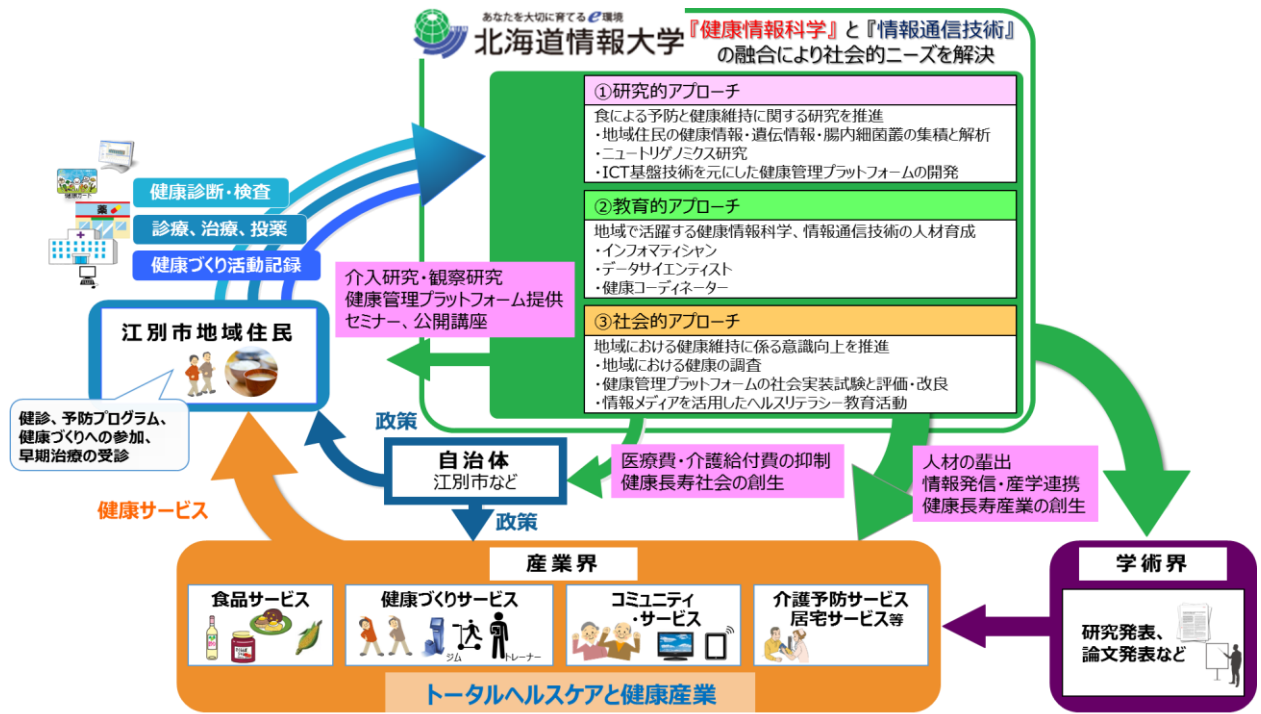 あなたを大切に育てるe環境
北海道情報大学
『健康情報科学』と『情報通信技術』
の融合により社会的ニーズを解決
①研究的アプローチ
食による予防と健康維持に関する研究を推進
・地域住民の健康情報・遺伝情報・腸内細菌叢の集積と解析
・ニュートリゲノミクス研究
・ICT基盤技術を元にした健康管理プラットフォームの開発
②教育的アプローチ
地域で活躍する健康情報科学、情報通信技術の人材育成
・インフォマティシャン
・データサイエンティスト
・健康コーディネーター
③社会的アプローチ
地域における健康維持に係る意識向上を推進
・地域における健康の調査
・健康管理プラットフォームの社会実装試験と評価・改良
・情報メディアを活用したヘルスリテラシー教育活動
健康カード
薬
健康診断・検査
診療、治療、投薬
健康づくり活動記録
介入研究・観察研究
健康管理プラットフォーム提供
セミナー、公開講座
江別市地域住民
健診、予防プログラム、
健康づくりへの参加、
早期治療の受診
政策
自治体
江別市など
医療費・介護給付費の抑制
健康長寿社会の創生
人材の輩出
情報発信・産学連携
健康長寿産業の創生
健康サービス
政策
産業界
食品サービス
健康づくりサービス
ジム
トレーナー
コミュニティ
・サービス
介護予防サービス
居宅サービス等
トータルヘルスケアと健康産業
学術界
研究発表、
論文発表など